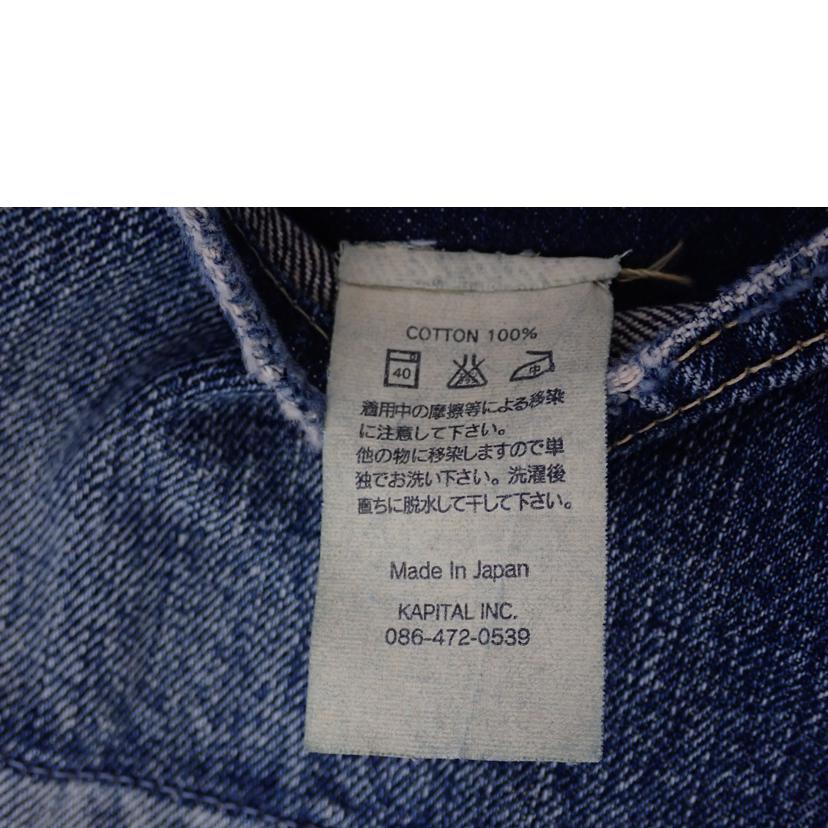 COTTON 100%
40
中
着用中の摩擦等による移染
に注意して下さい。
他の物に移染しますので単
独でお洗い下さい。洗濯後
直ちに脱水して干して下さい。
Made In Japan
KAPITAL INC.
086-472-0539